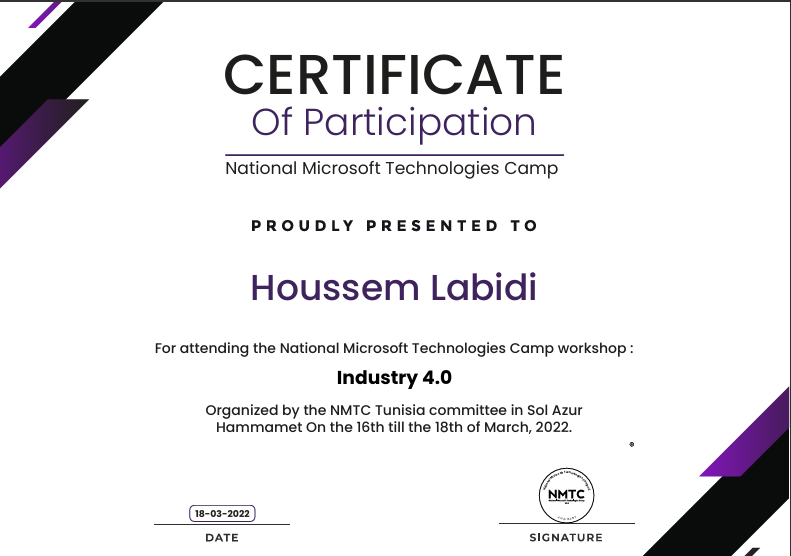 CERTIFICATE
Of Participation
National Microsoft Technologies Camp
PROUDLY PRESENTED TO
Houssem Labidi
For attending the National Microsoft Technologies Camp workshop :
Industry 4.0
Organized by the NMTC Tunisia committee in Sol Azur
Hammamet On the 16th till the 18th of March, 2022.
18-03-2022
NMTC
DATE
SIGNATURE